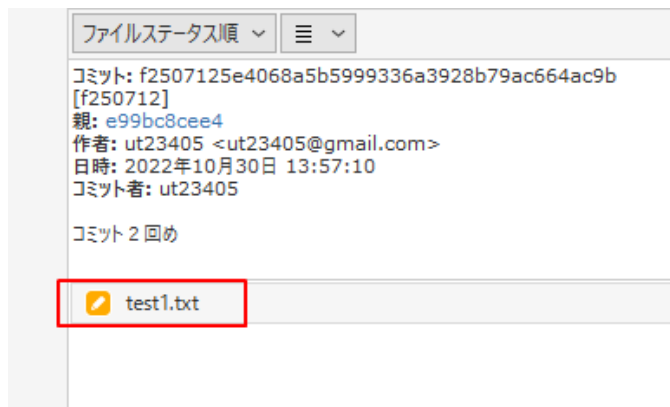 ファイルステータス順
コミット: f2507125e4068a5b5999336a3928b79ac664ac9b
[f250712]
親: e99bc8cee4
作者: ut23405 <ut23405@gmail.com>
日時: 2022年10月30日 13:57:10
コミット者: ut23405
コミット２回め
test1.txt